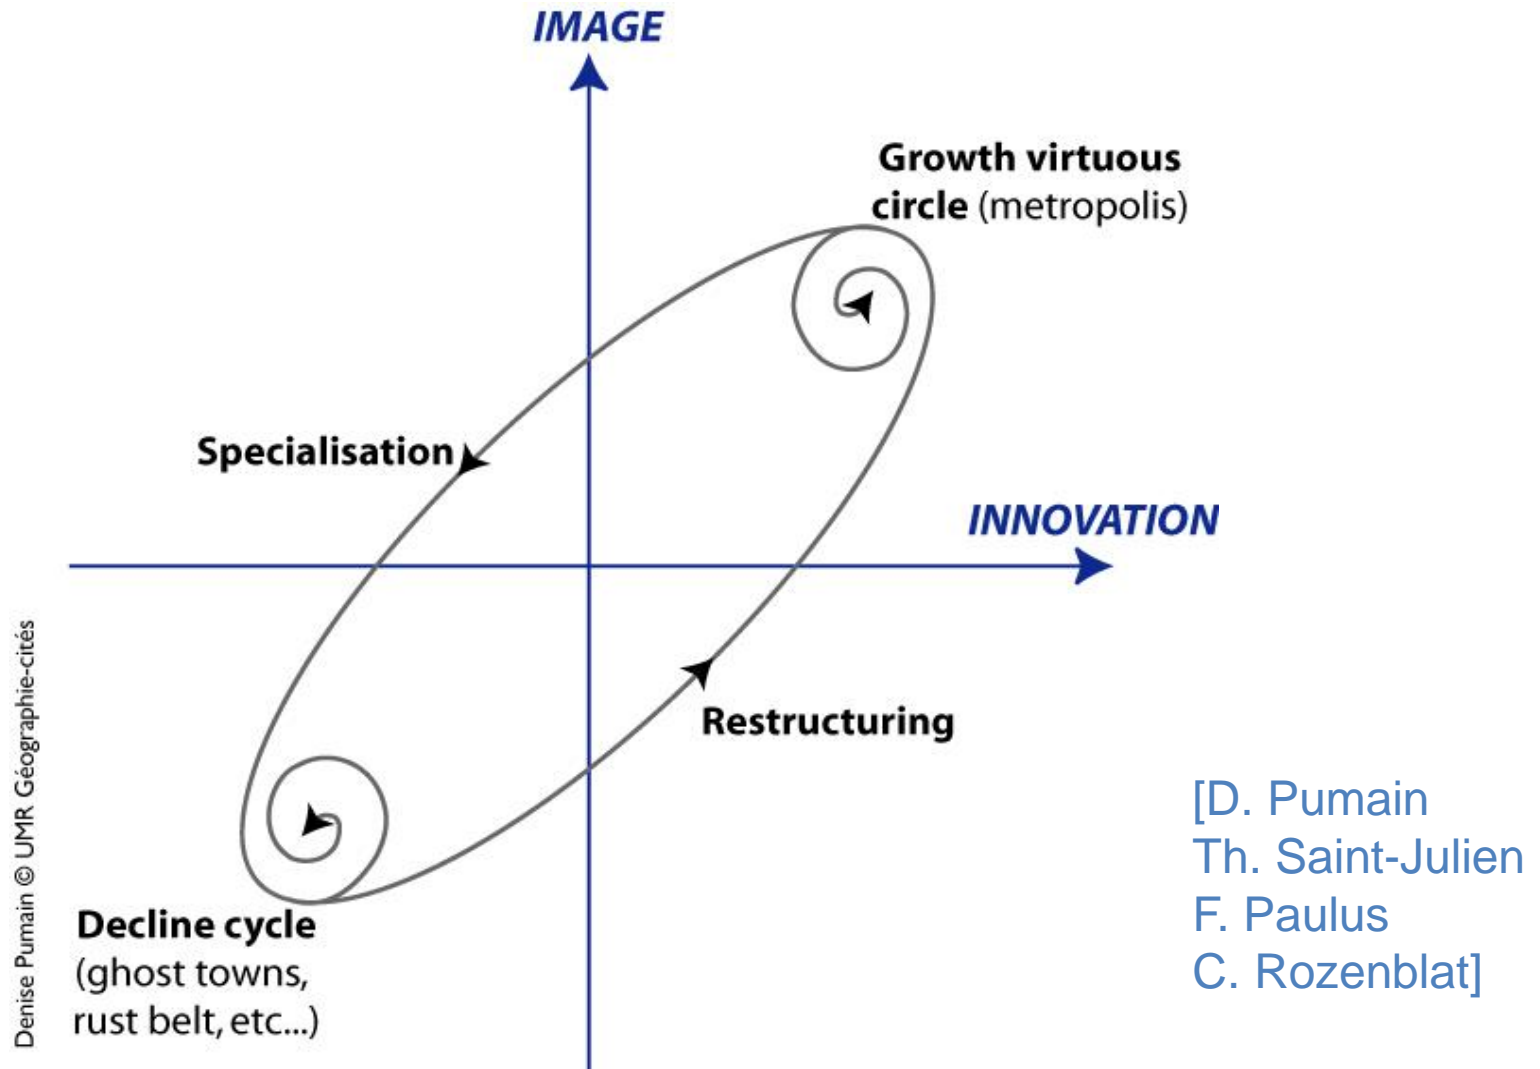 IMAGE
Growth virtuous
circle (metropolis)
Specialisation
INNOVATION
Restructuring
Decline cycle
(ghost towns,
rust belt, etc...)
[D. Pumain
Th. Saint-Julien
F. Paulus
C. Rozenblat]
Denise Pumain © UMR Géographie-cités